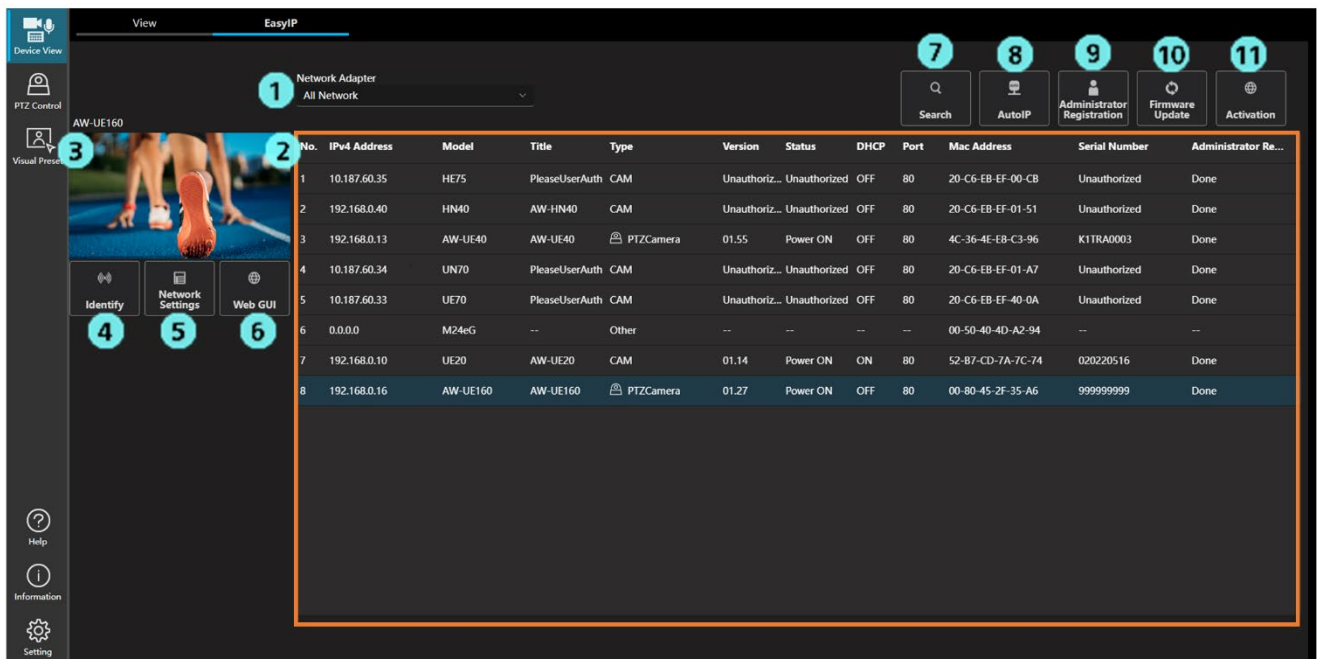 View EasyIP
Device View
PTZ Control
Visual Preset
Help
Information
Setting
1 Network Adapter
All Network
7 Search
8 AutoIP
9 Administrator
Registration
10 Firmware
Update
11 Activation
AW-UE160
3
4 Identify
5 Network
Settings
6 Web GUI
2
No. IPv4 Address Model Title Type Version Status DHCP Port Mac Address Serial Number Administrator Re...
1 10.187.60.35 HE75 PleaseUserAuth CAM Unauthoriz... Unauthorized OFF 80 20-C6-EB-EF-00-CB Unauthorized Done
2 192.168.0.40 HN40 AW-HN40 CAM Unauthoriz... Unauthorized OFF 80 20-C6-EB-EF-01-51 Unauthorized Done
3 192.168.0.13 AW-UE40 AW-UE40 PTZCamera 01.55 Power ON OFF 80 4C-36-4E-E8-C3-96 K1TRA0003 Done
4 10.187.60.34 UN70 PleaseUserAuth CAM Unauthoriz... Unauthorized OFF 80 20-C6-EB-EF-01-A7 Unauthorized Done
5 10.187.60.33 UE70 PleaseUserAuth CAM Unauthoriz... Unauthorized OFF 80 20-C6-EB-EF-40-0A Unauthorized Done
6 0.0.0.0 M24eG -- Other -- -- -- -- 00-50-40-4D-A2-94 -- --
7 192.168.0.10 UE20 AW-UE20 CAM 01.14 Power ON ON 80 52-B7-CD-7A-7C-74 020220516 Done
8 192.168.0.16 AW-UE160 AW-UE160 PTZCamera 01.27 Power ON OFF 80 00-80-45-2F-35-A6 999999999 Done